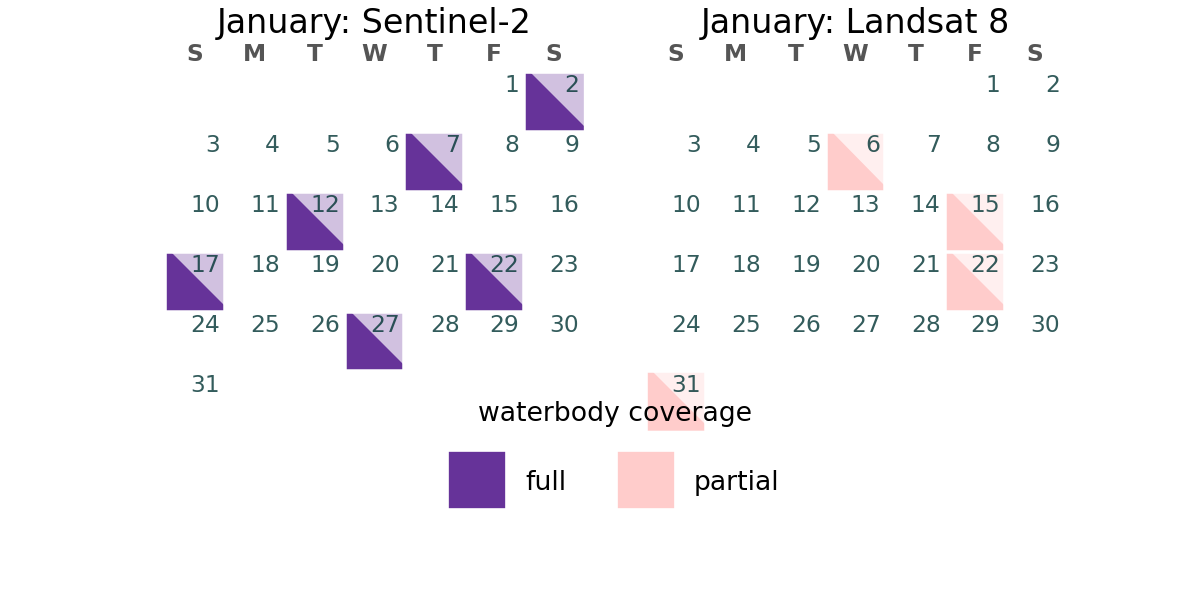 January: Sentinel-2
S M T W T F S
1 2
3 4 5 6 7 8 9
10 11 12 13 14 15 16
17 18 19 20 21 22 23
24 25 26 27 28 29 30
31
January: Landsat 8
S M T W T F S
1 2
3 4 5 6 7 8 9
10 11 12 13 14 15 16
17 18 19 20 21 22 23
24 25 26 27 28 29 30
31
waterbody coverage
full partial